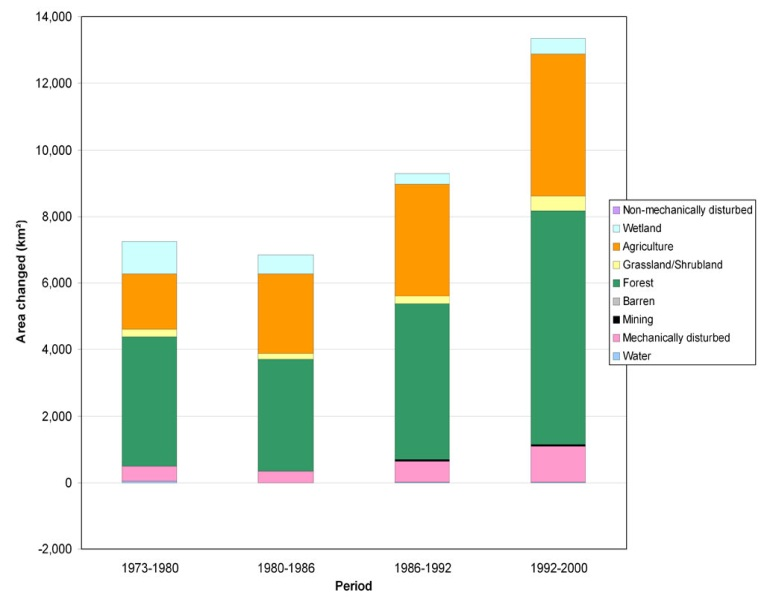 14,000
12,000
10,000
8,000
6,000
4,000
2,000
0
-2,000
Area changed (km²)
1973-1980
1980-1986
1986-1992
1992-2000
Period
Non-mechanically disturbed
Wetland
Agriculture
Grassland/Shrubland
Forest
Barren
Mining
Mechanically disturbed
Water